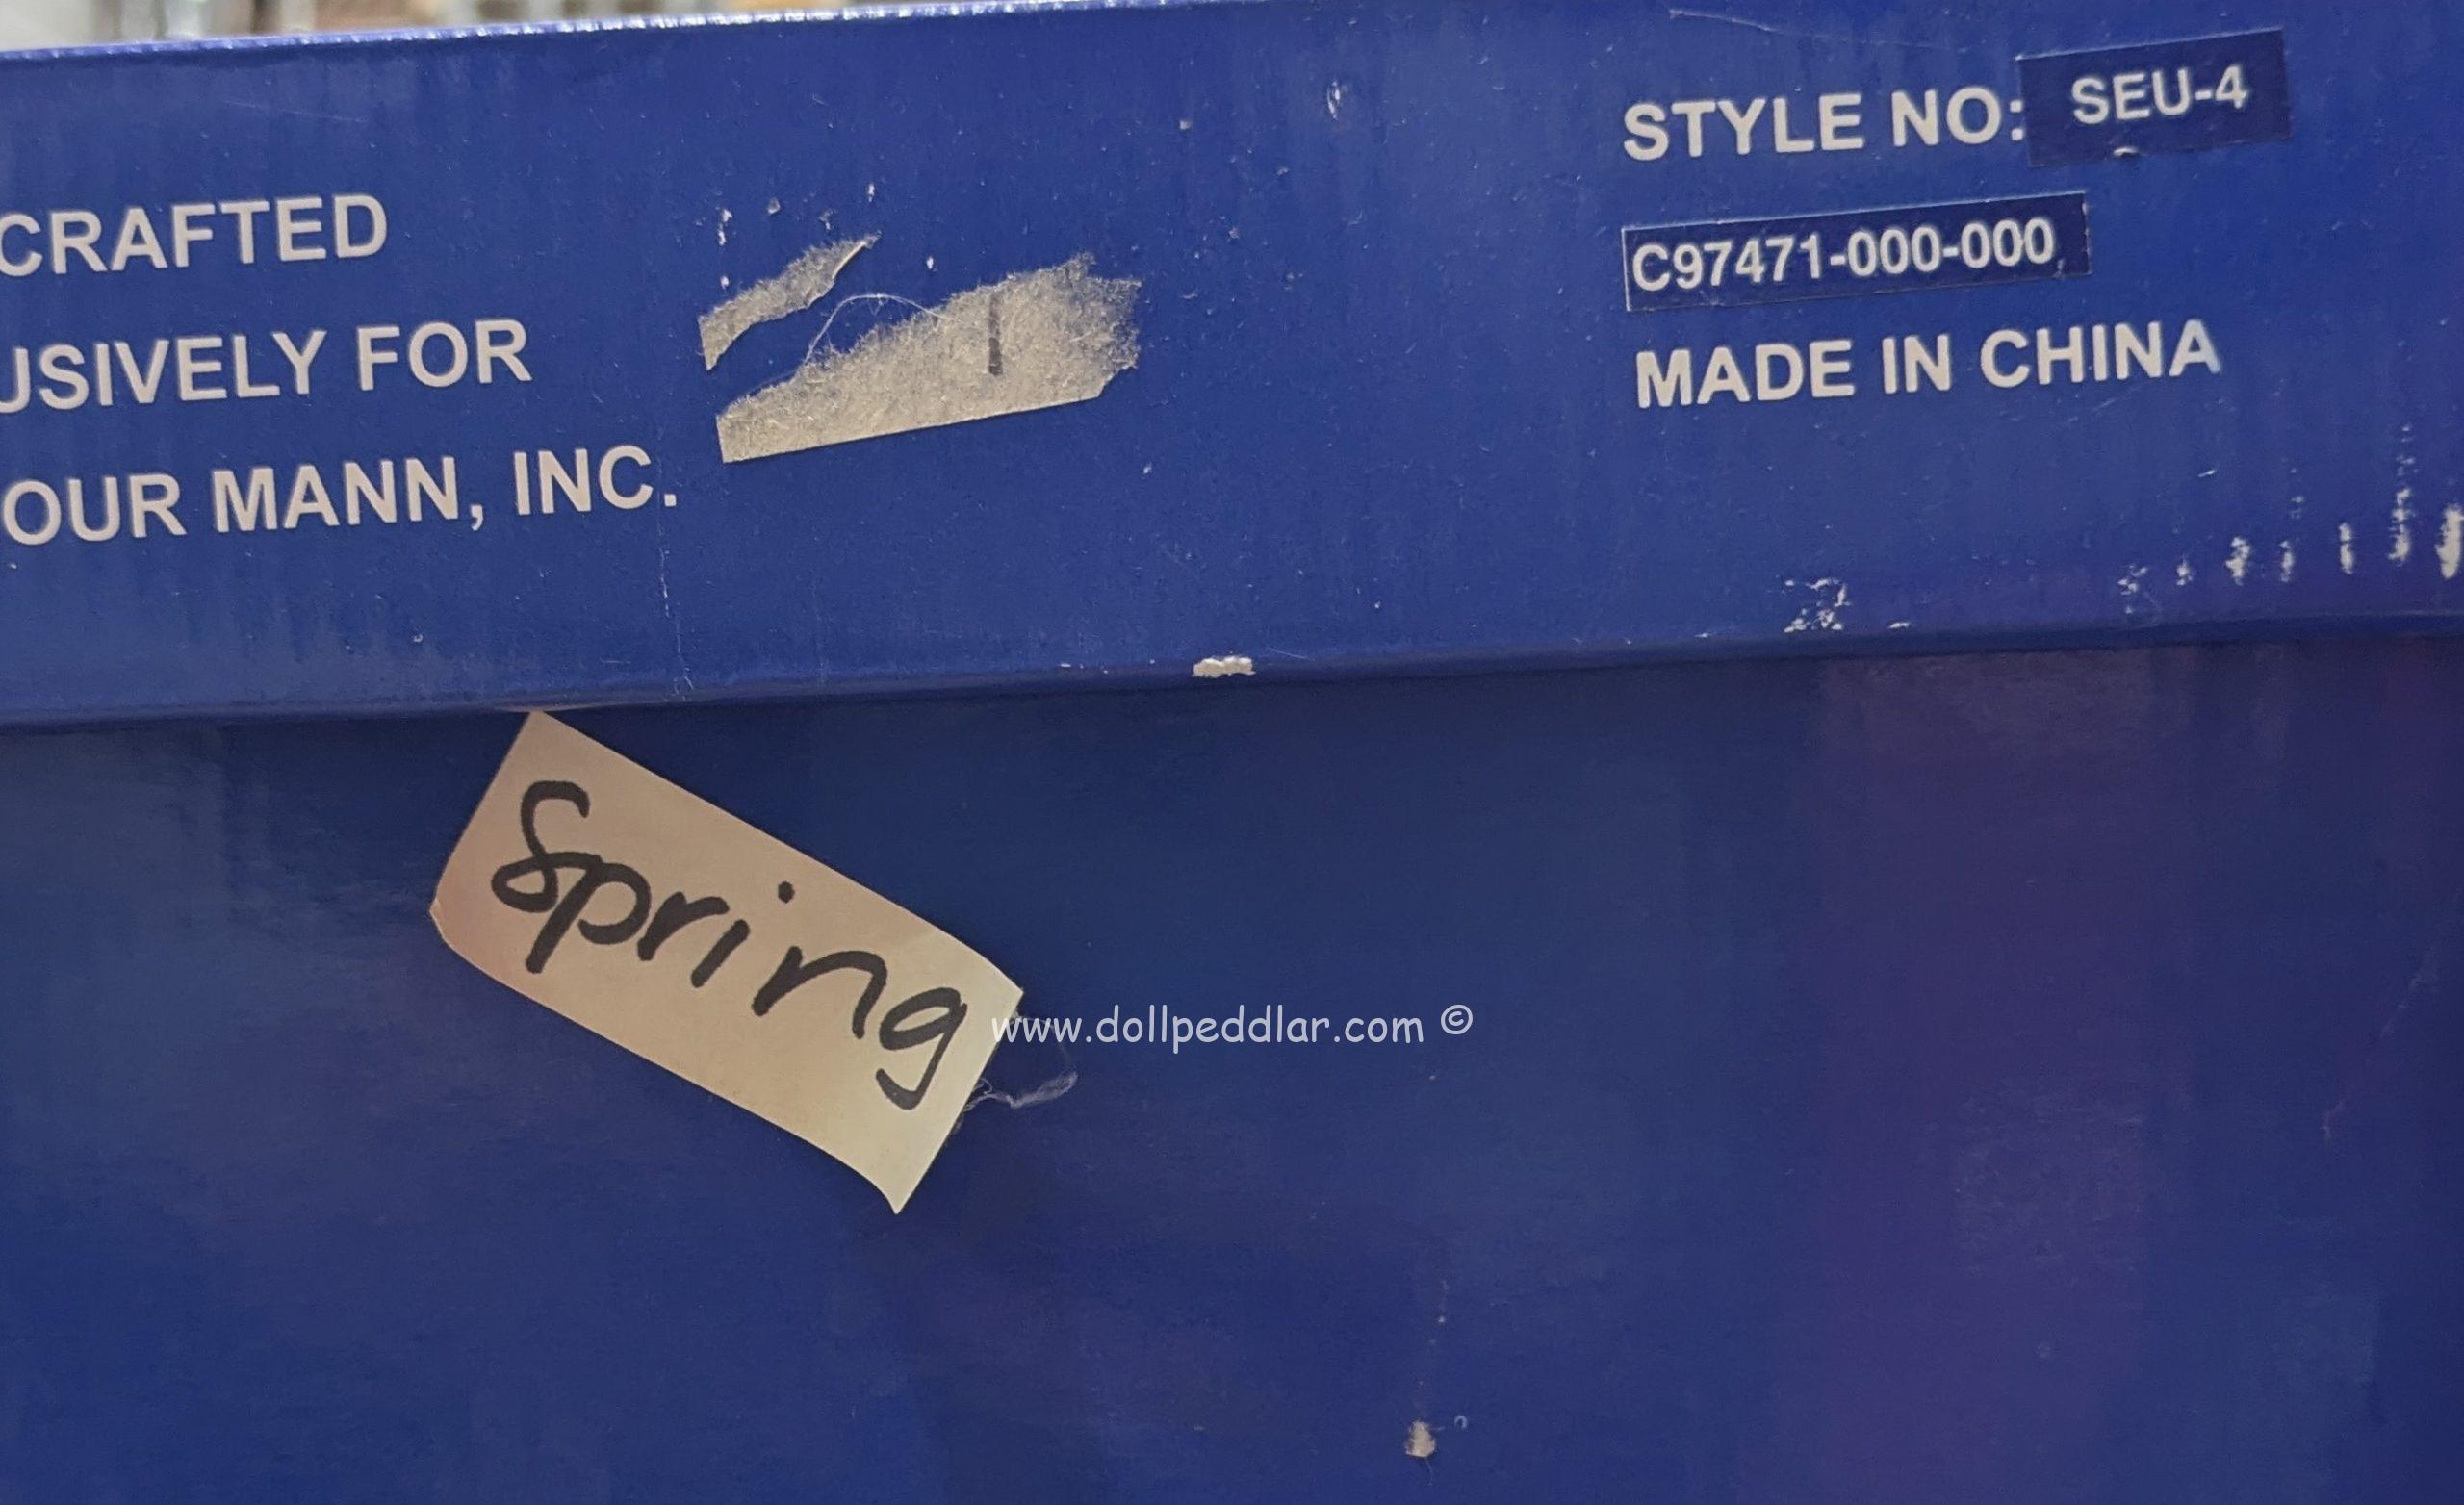 CRAFTED
USIVELY FOR
OUR MANN, INC.
STYLE NO: SEU-4
C97471-000-000
MADE IN CHINA
Spring
www.dollpeddlar.com ©